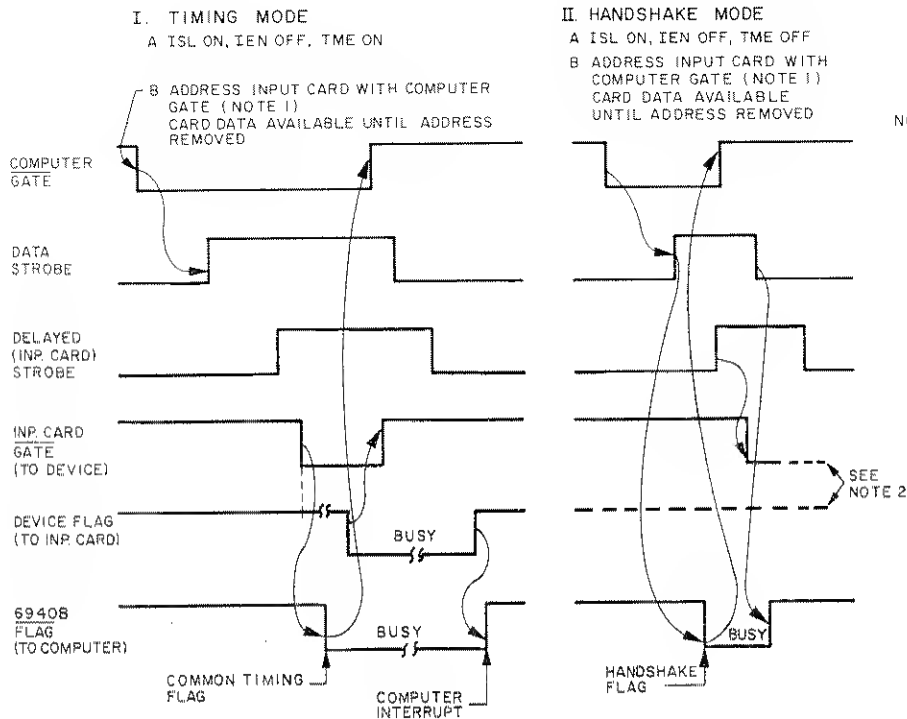 I. TIMING MODE
A ISL ON, IEN OFF, TME ON
B ADDRESS INPUT CARD WITH COMPUTER
GATE (NOTE 1)
CARD DATA AVAILABLE UNTIL ADDRESS
REMOVED
II. HANDSHAKE MODE
A ISL ON, IEN OFF, TME OFF
B ADDRESS INPUT CARD WITH
COMPUTER GATE (NOTE 1)
CARD DATA AVAILABLE
UNTIL ADDRESS REMOVED
COMPUTER
GATE
DATA
STROBE
DELAYED
(INP. CARD)
STROBE
INP. CARD
GATE
(TO DEVICE)
SEE
NOTE 2
DEVICE FLAG
(TO INP. CARD)
BUSY
69408
FLAG
(TO COMPUTER)
BUSY
BUSY
COMMON TIMING
FLAG
COMPUTER
INTERRUPT
HANDSHAKE
FLAG